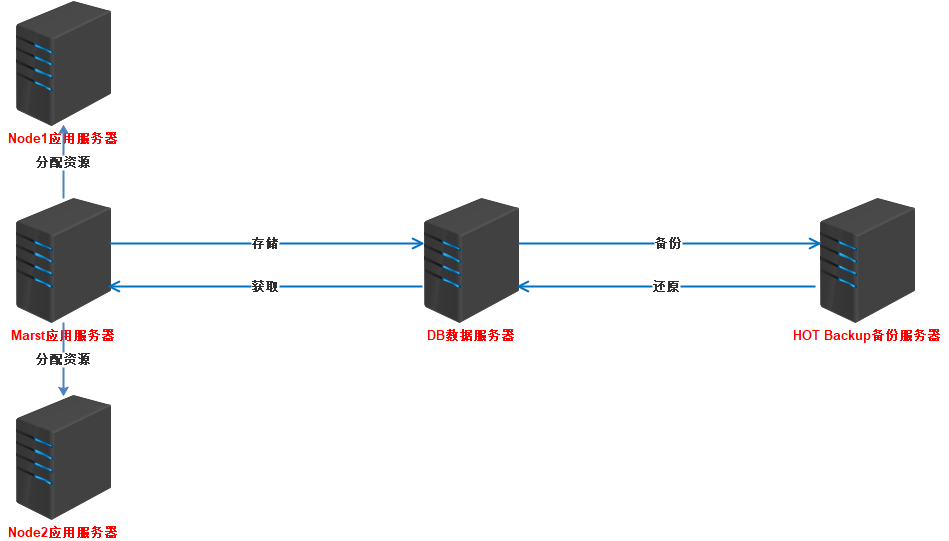 Node1应用服务器
分配资源
存储
备份
获取
还原
Marst应用服务器
DB数据服务器
HOT Backup备份服务器
分配资源
Node2应用服务器